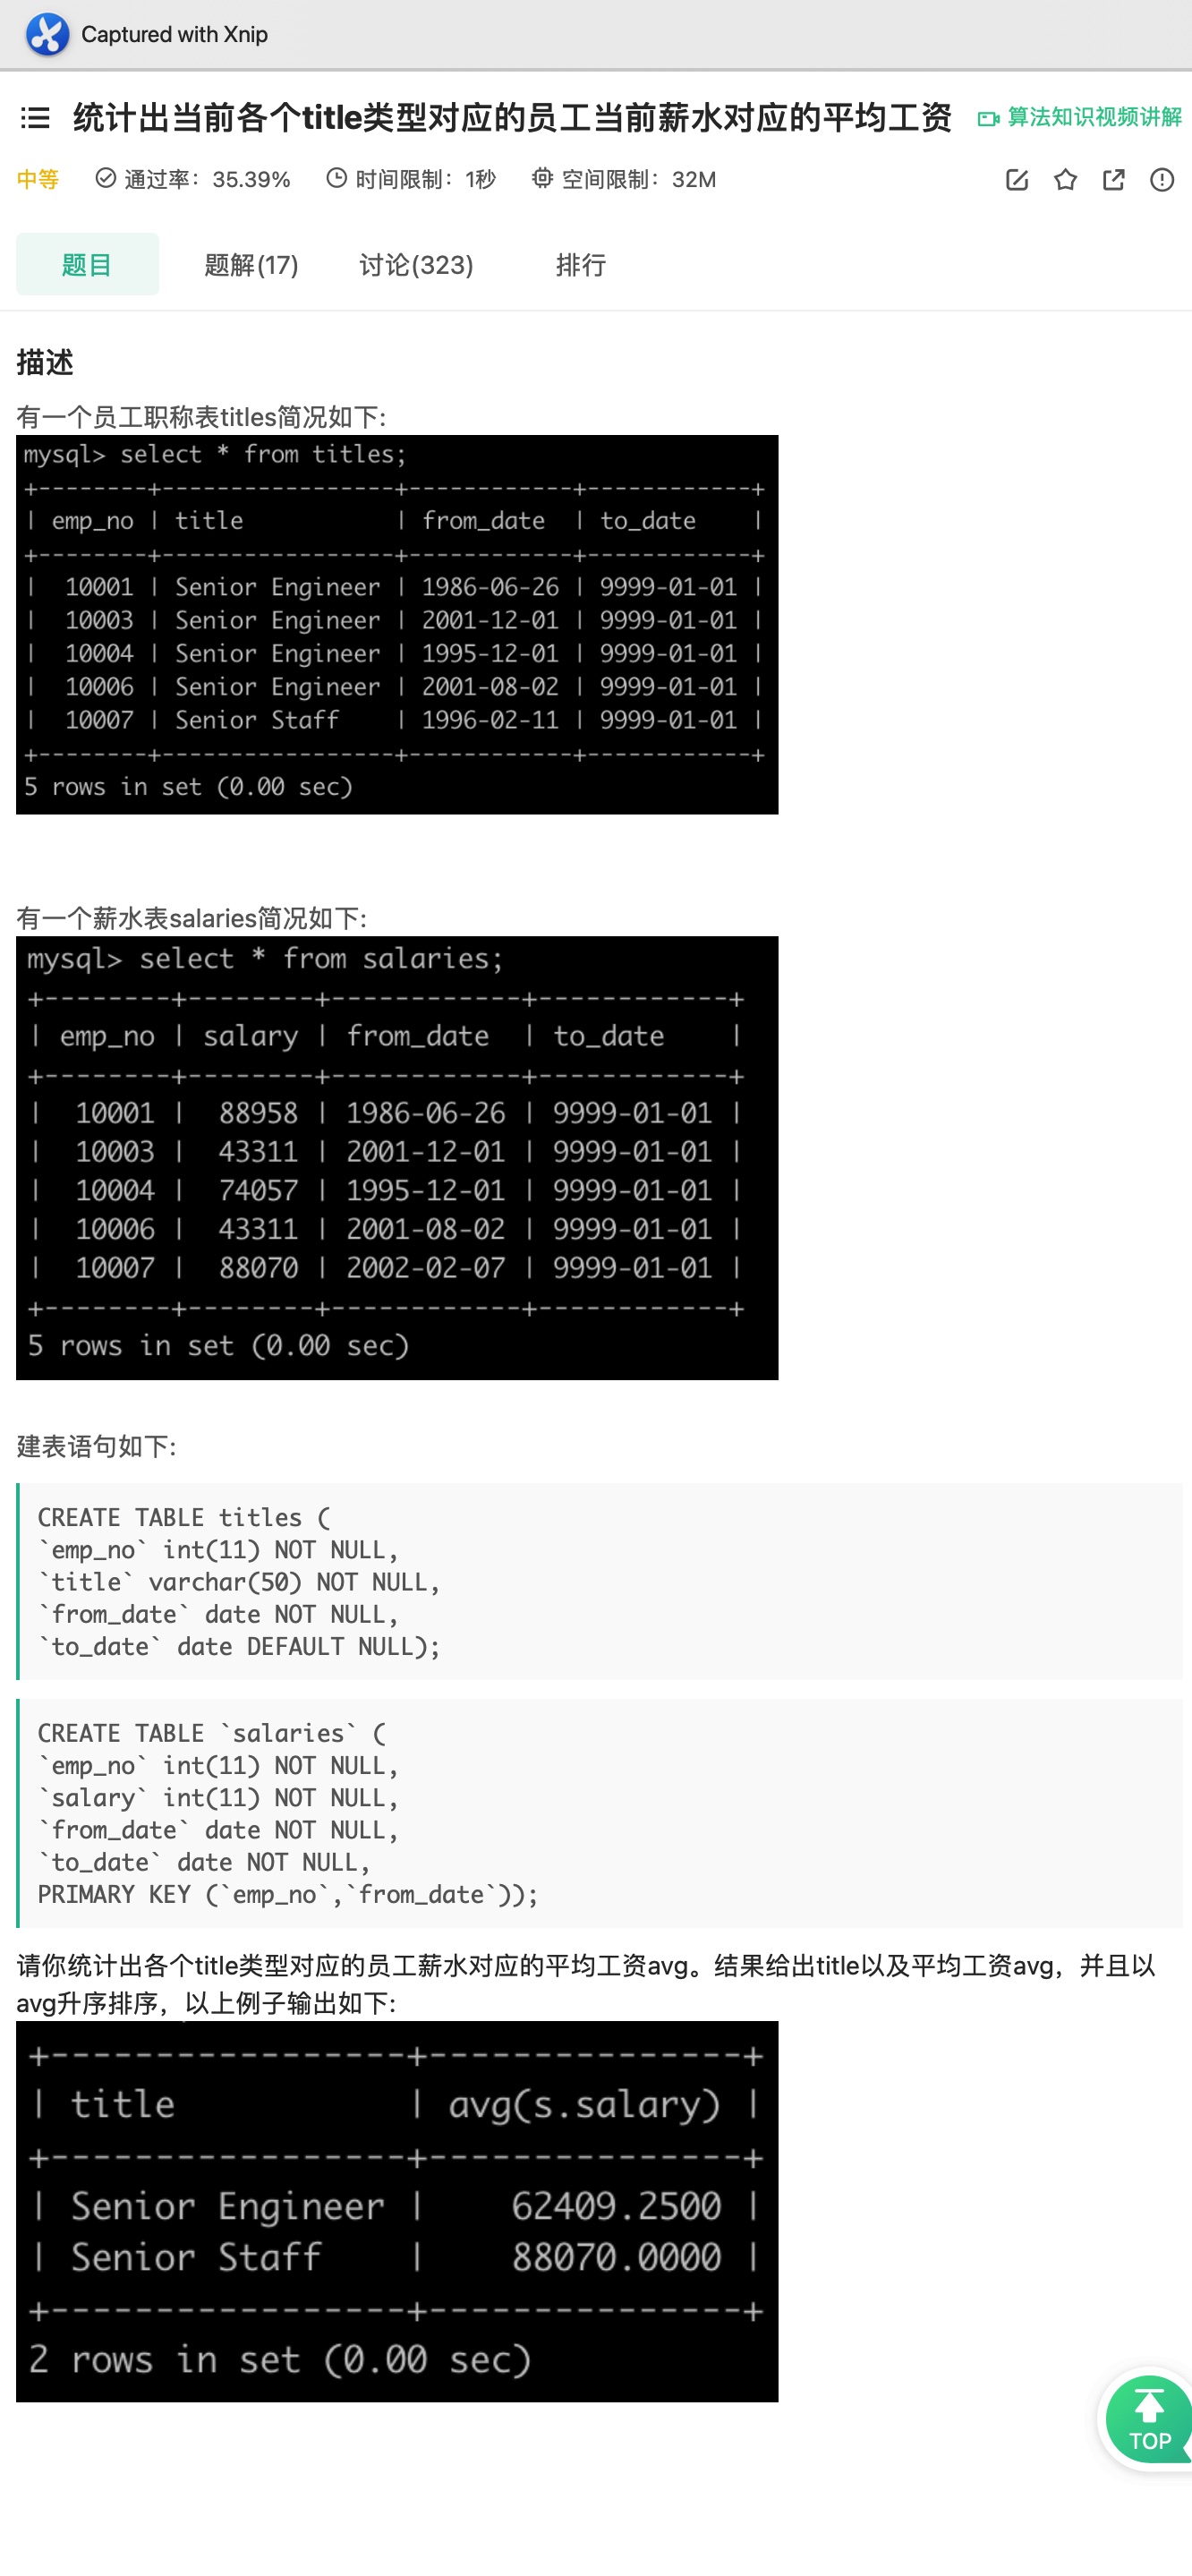 Captured with Xnip
统计出当前各个title类型对应的员工当前薪水对应的平均工资 算法知识视频讲解
中等 通过率：35.39% 时间限制：1秒 空间限制：32M
题目 题解(17) 讨论(323) 排行
描述
有一个员工职称表titles简况如下:
mysql> select * from titles;
+--------+-----------------+------------+------------+
| emp_no | title           | from_date  | to_date    |
+--------+-----------------+------------+------------+
|  10001 | Senior Engineer | 1986-06-26 | 9999-01-01 |
|  10003 | Senior Engineer | 2001-12-01 | 9999-01-01 |
|  10004 | Senior Engineer | 1995-12-01 | 9999-01-01 |
|  10006 | Senior Engineer | 2001-08-02 | 9999-01-01 |
|  10007 | Senior Staff    | 1996-02-11 | 9999-01-01 |
+--------+-----------------+------------+------------+
5 rows in set (0.00 sec)
有一个薪水表salaries简况如下:
mysql> select * from salaries;
+--------+--------+------------+------------+
| emp_no | salary | from_date  | to_date    |
+--------+--------+------------+------------+
|  10001 |  88958 | 1986-06-26 | 9999-01-01 |
|  10003 |  43311 | 2001-12-01 | 9999-01-01 |
|  10004 |  74057 | 1995-12-01 | 9999-01-01 |
|  10006 |  43311 | 2001-08-02 | 9999-01-01 |
|  10007 |  88070 | 2002-02-07 | 9999-01-01 |
+--------+--------+------------+------------+
5 rows in set (0.00 sec)
建表语句如下:
CREATE TABLE titles (
`emp_no` int(11) NOT NULL,
`title` varchar(50) NOT NULL,
`from_date` date NOT NULL,
`to_date` date DEFAULT NULL);
CREATE TABLE `salaries` (
`emp_no` int(11) NOT NULL,
`salary` int(11) NOT NULL,
`from_date` date NOT NULL,
`to_date` date NOT NULL,
PRIMARY KEY (`emp_no`,`from_date`));
请你统计出各个title类型对应的员工薪水对应的平均工资avg。结果给出title以及平均工资avg，并且以
avg升序排序，以上例子输出如下:
+-----------------+---------------+
| title           | avg(s.salary) |
+-----------------+---------------+
| Senior Engineer |    62409.2500 |
| Senior Staff    |    88070.0000 |
+-----------------+---------------+
2 rows in set (0.00 sec)
TOP